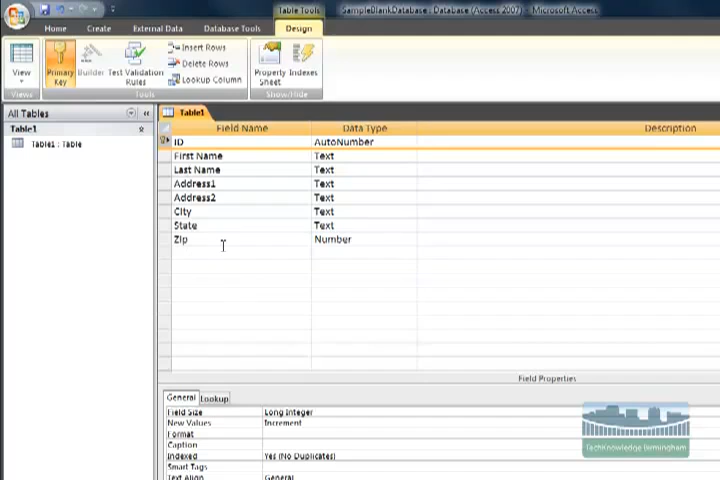 Table Tools
SampleBlankDatabase : Database (Access 2007) - Microsoft Access
Home
Create
External Data
Database Tools
Design
View
Primary
Key
Builder
Test Validation
Rules
Insert Rows
Delete Rows
Lookup Column
Property
Sheet
Indexes
Views
Tools
Show/Hide
All Tables
Table1
Table1 : Table
Table1
Field Name Data Type Description
ID AutoNumber
First Name Text
Last Name Text
Address1 Text
Address2 Text
City Text
State Text
Zip Number
Field Properties
General Lookup
Field Size Long Integer
New Values Increment
Format
Caption
Indexed Yes (No Duplicates)
Smart Tags
Text Align General
TechKnowledge Birmingham